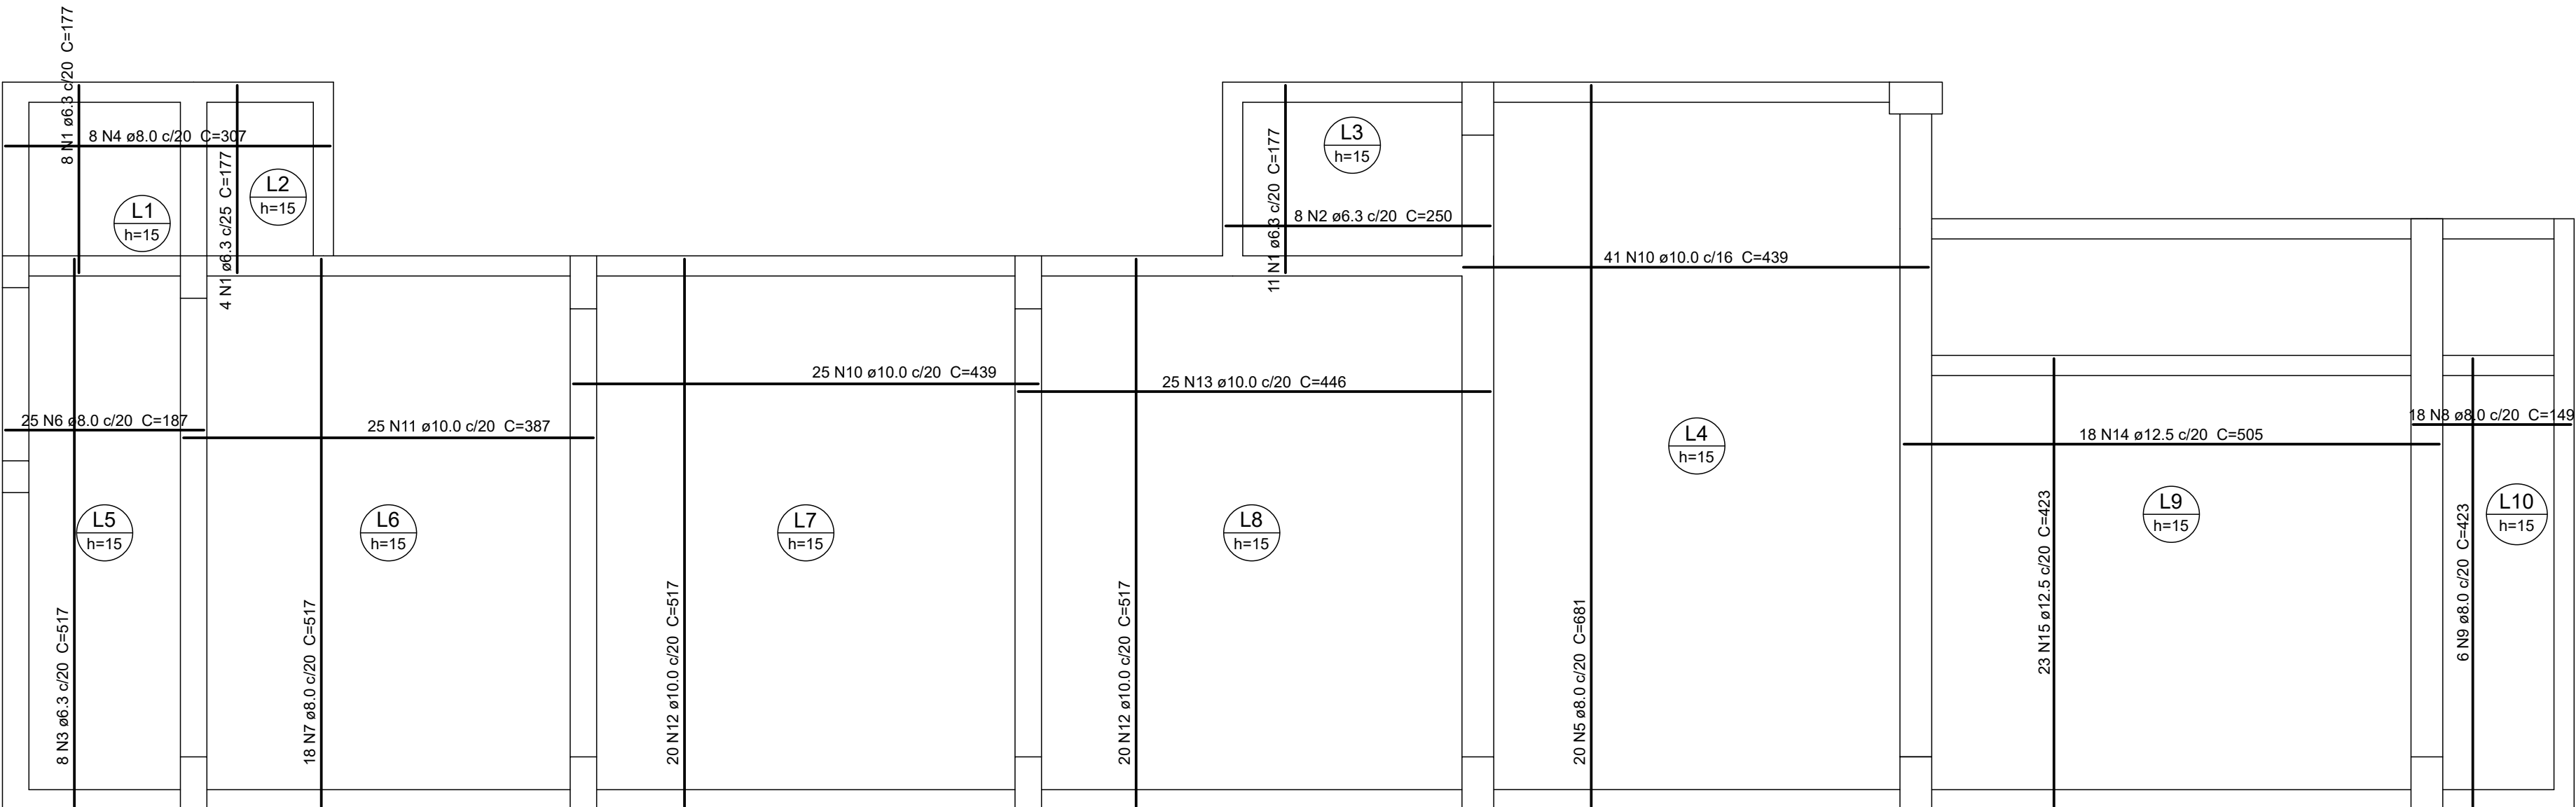 8 N1 ø6.3 c/20 C=177
8 N4 ø8.0 c/20 C=307
4 N1 ø6.3 c/25 C=177
L1
h=15
L2
h=15
11 N1 ø6.3 c/20 C=177
L3
h=15
8 N2 ø6.3 c/20 C=250
41 N10 ø10.0 c/16 C=439
25 N6 ø8.0 c/20 C=187
25 N11 ø10.0 c/20 C=387
25 N10 ø10.0 c/20 C=439
25 N13 ø10.0 c/20 C=446
18 N14 ø12.5 c/20 C=505
18 N8 ø8.0 c/20 C=149
L4
h=15
L5
h=15
L6
h=15
L7
h=15
L8
h=15
L9
h=15
L10
h=15
8 N3 ø6.3 c/20 C=517
18 N7 ø8.0 c/20 C=517
20 N12 ø10.0 c/20 C=517
20 N12 ø10.0 c/20 C=517
20 N5 ø8.0 c/20 C=681
23 N15 ø12.5 c/20 C=423
6 N9 ø8.0 c/20 C=423